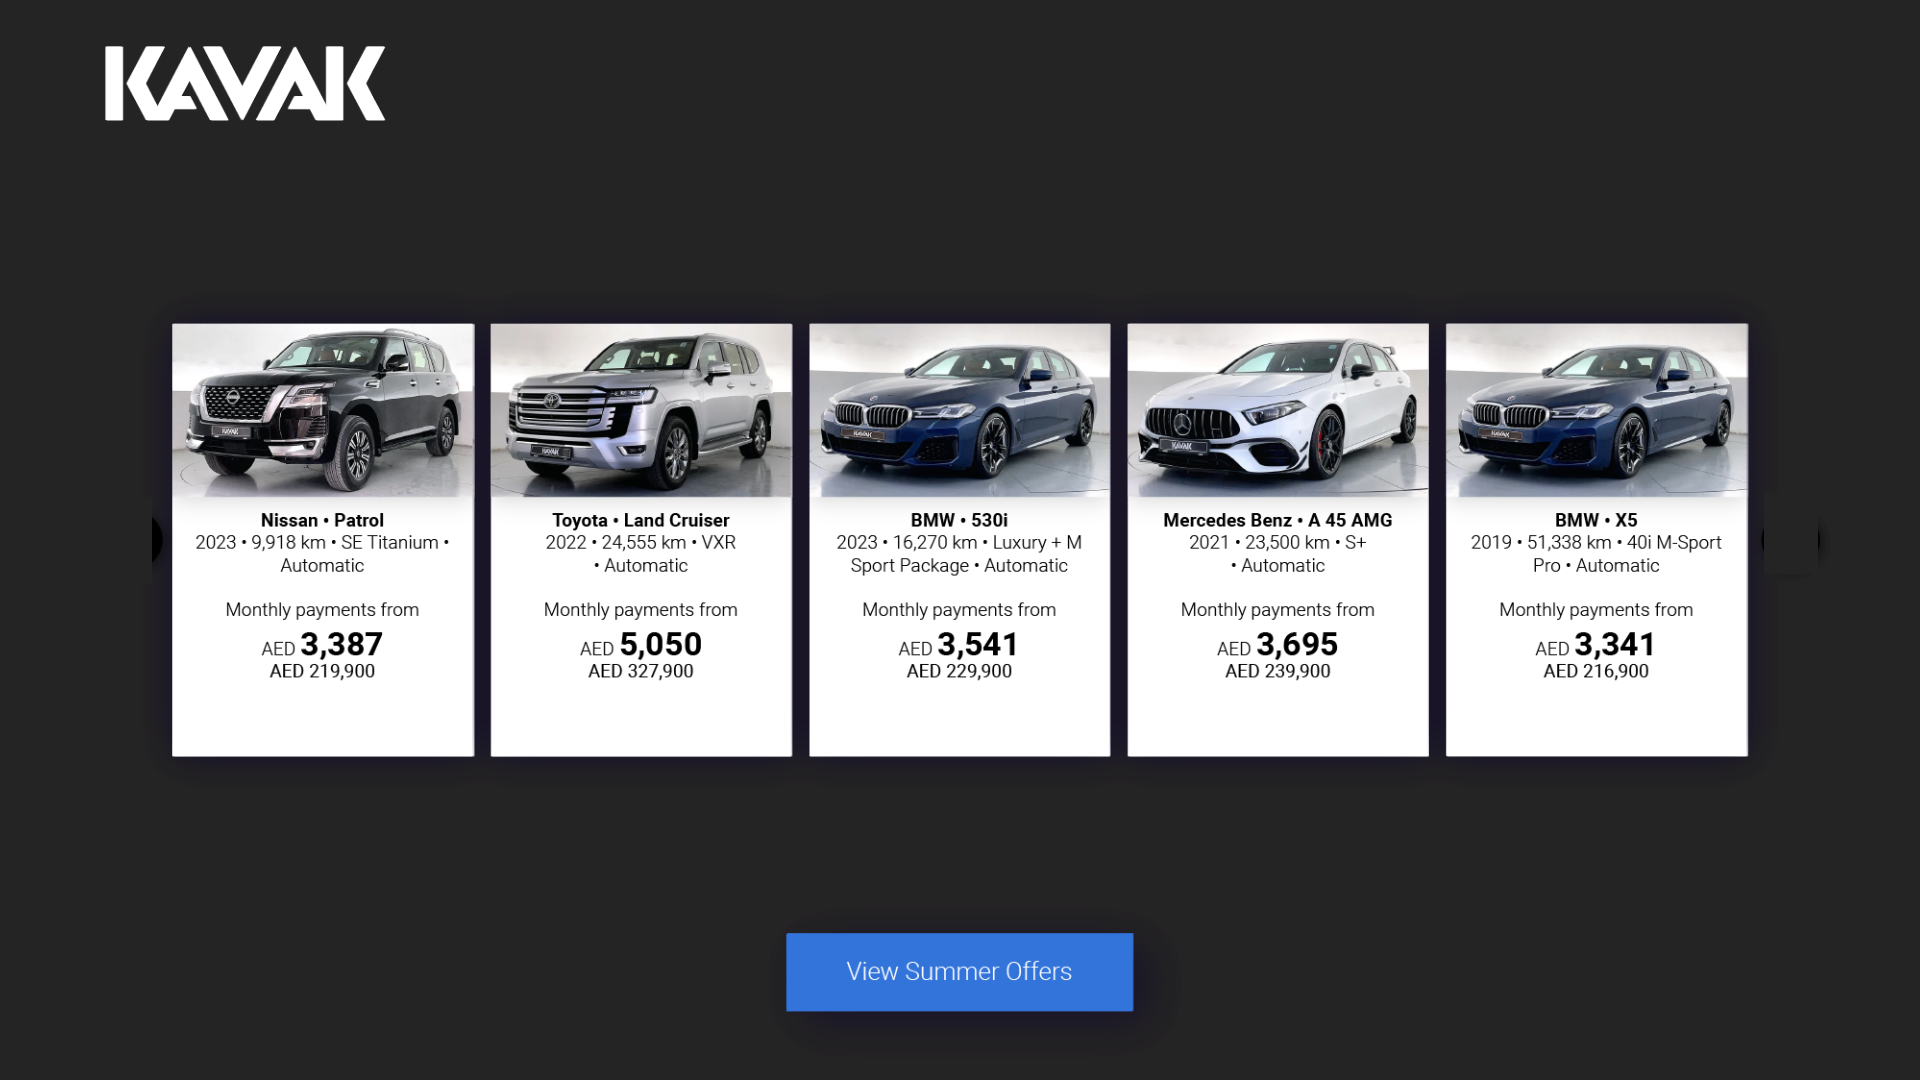 KAVAK
KAVAK
KAVAK
KAVAK
KAVAK
KAVAK
Nissan • Patrol
2023 • 9,918 km • SE Titanium •
Automatic
Monthly payments from
AED 3,387
AED 219,900
Toyota • Land Cruiser
2022 • 24,555 km • VXR
• Automatic
Monthly payments from
AED 5,050
AED 327,900
BMW • 530i
2023 • 16,270 km • Luxury + M
Sport Package • Automatic
Monthly payments from
AED 3,541
AED 229,900
Mercedes Benz • A 45 AMG
2021 • 23,500 km • S+
• Automatic
Monthly payments from
AED 3,695
AED 239,900
BMW • X5
2019 • 51,338 km • 40i M-Sport
Pro • Automatic
Monthly payments from
AED 3,341
AED 216,900
View Summer Offers